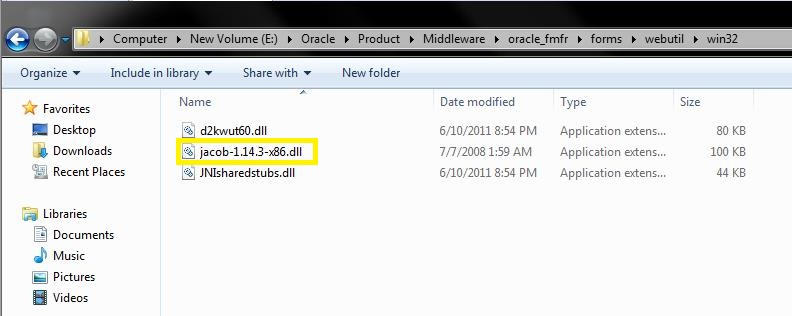 Computer New Volume (E:) Oracle Product Middleware oracle_fmfr forms webutil win32
Organize Include in library Share with New folder
Favorites
Desktop
Downloads
Recent Places
Libraries
Documents
Music
Pictures
Videos
Name Date modified Type Size
d2kwut60.dll 6/10/2011 8:54 PM Application extens... 80 KB
jacob-1.14.3-x86.dll 7/7/2008 1:59 AM Application extens... 100 KB
JNIsharedstubs.dll 6/10/2011 8:54 PM Application extens... 44 KB